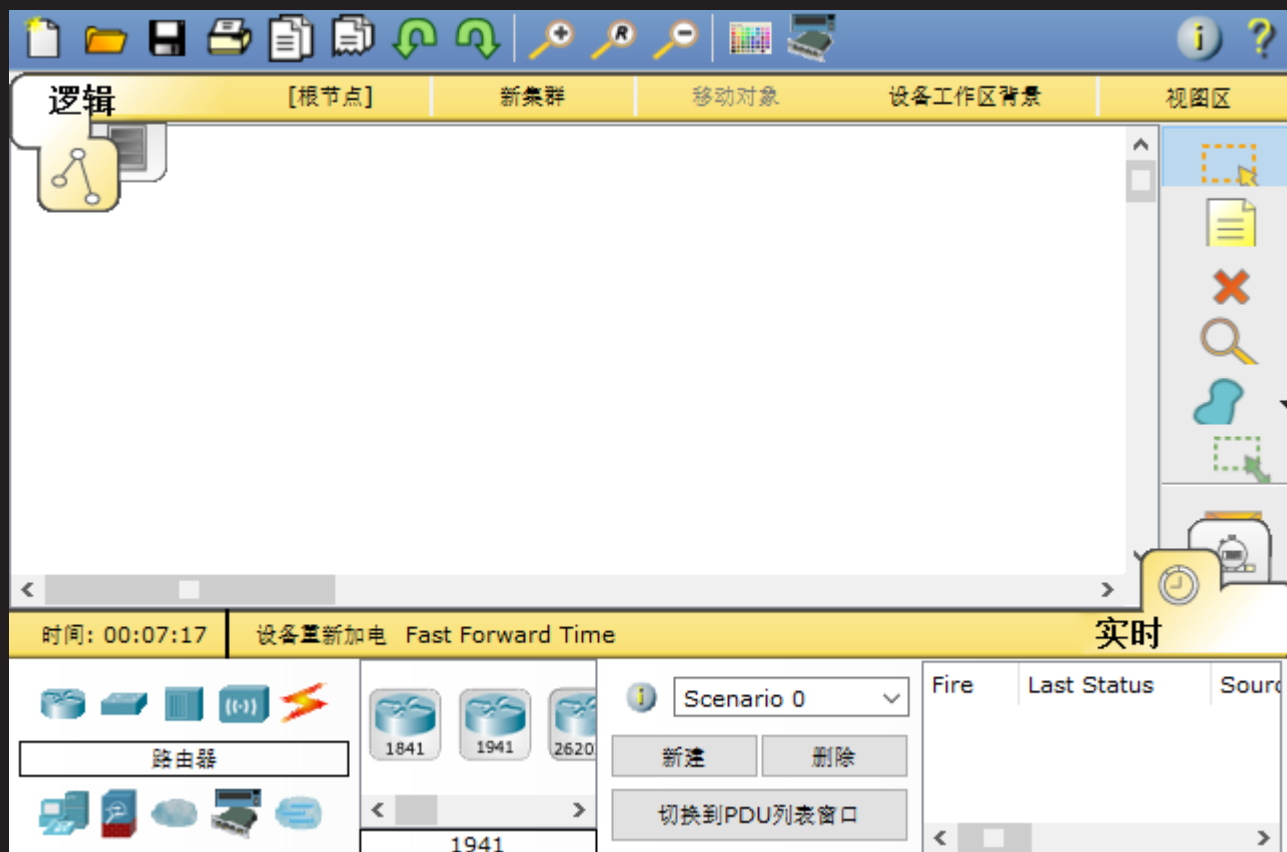 逻辑 [根节点] 新集群 移动对象 设备工作区背景 视图区
时间: 00:07:17 设备重新加电 Fast Forward Time 实时
Scenario 0 Fire Last Status Sourc
1841 1941 2620
路由器 新建 删除
切换到PDU列表窗口
1941